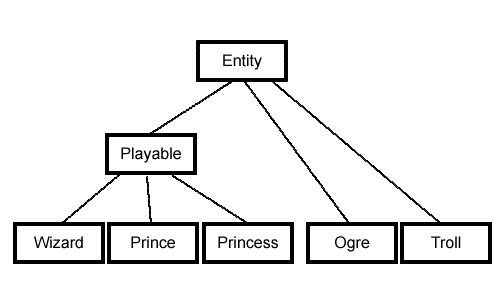 Entity
Playable
Wizard
Prince
Princess
Ogre
Troll